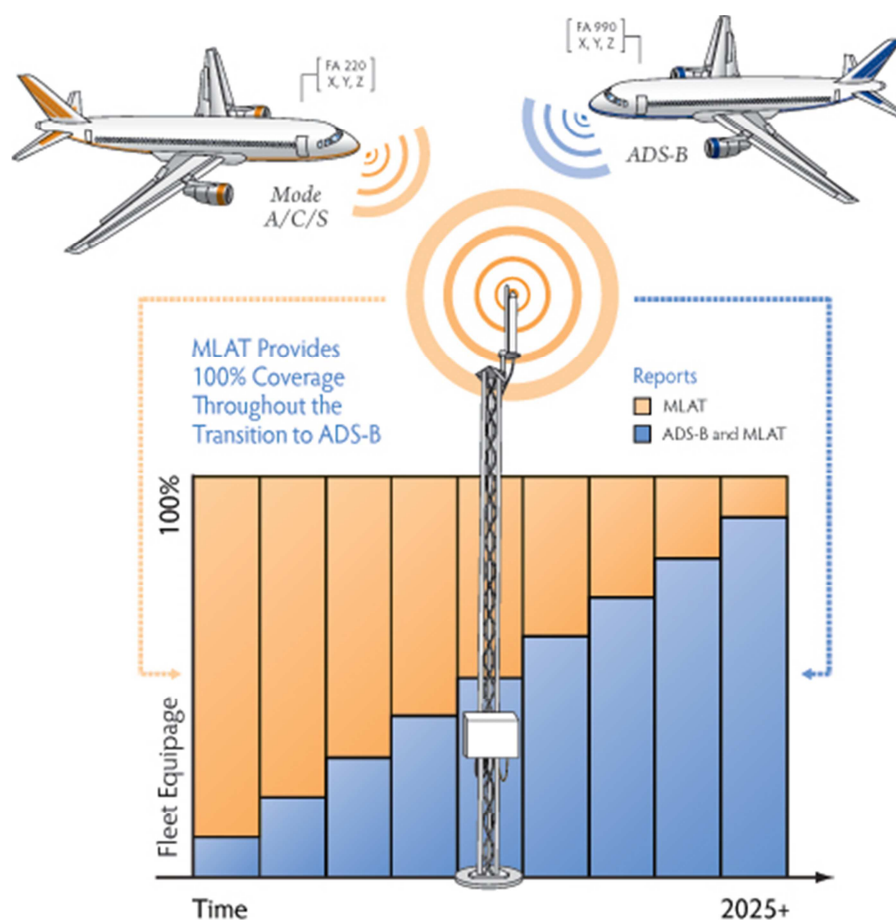 FA 220
X, Y, Z
FA 990
X, Y, Z
Mode
A/C/S
ADS-B
MLAT Provides
100% Coverage
Throughout the
Transition to ADS-B
Reports
MLAT
ADS-B and MLAT
100%
Fleet Equipage
Time
2025+